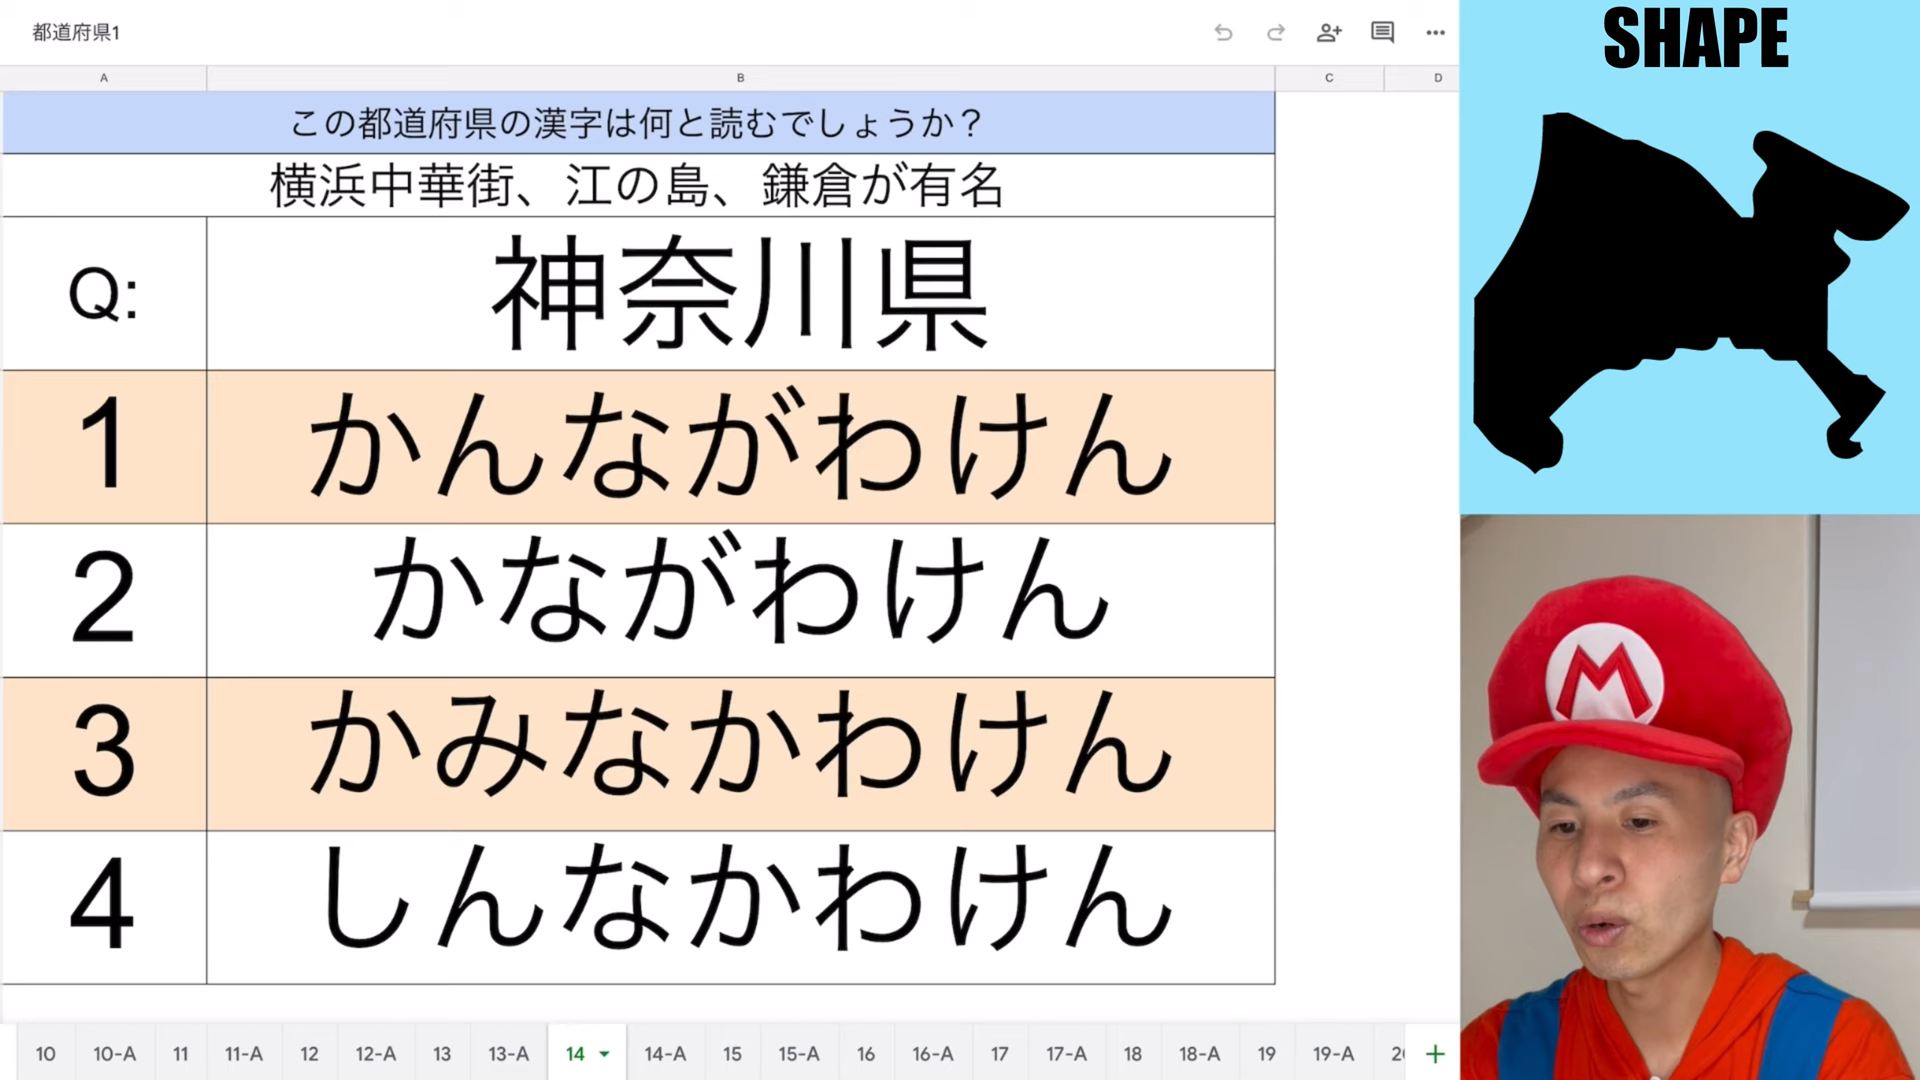 都道府県1
A B C D
この都道府県の漢字は何と読むでしょうか？
横浜中華街、江の島、鎌倉が有名
Q: 神奈川県
1 かんながわけん
2 かながわけん
3 かみなかわけん
4 しんなかわけん
10 10-A 11 11-A 12 12-A 13 13-A 14 14-A 15 15-A 16 16-A 17 17-A 18 18-A 19 19-A
SHAPE
M